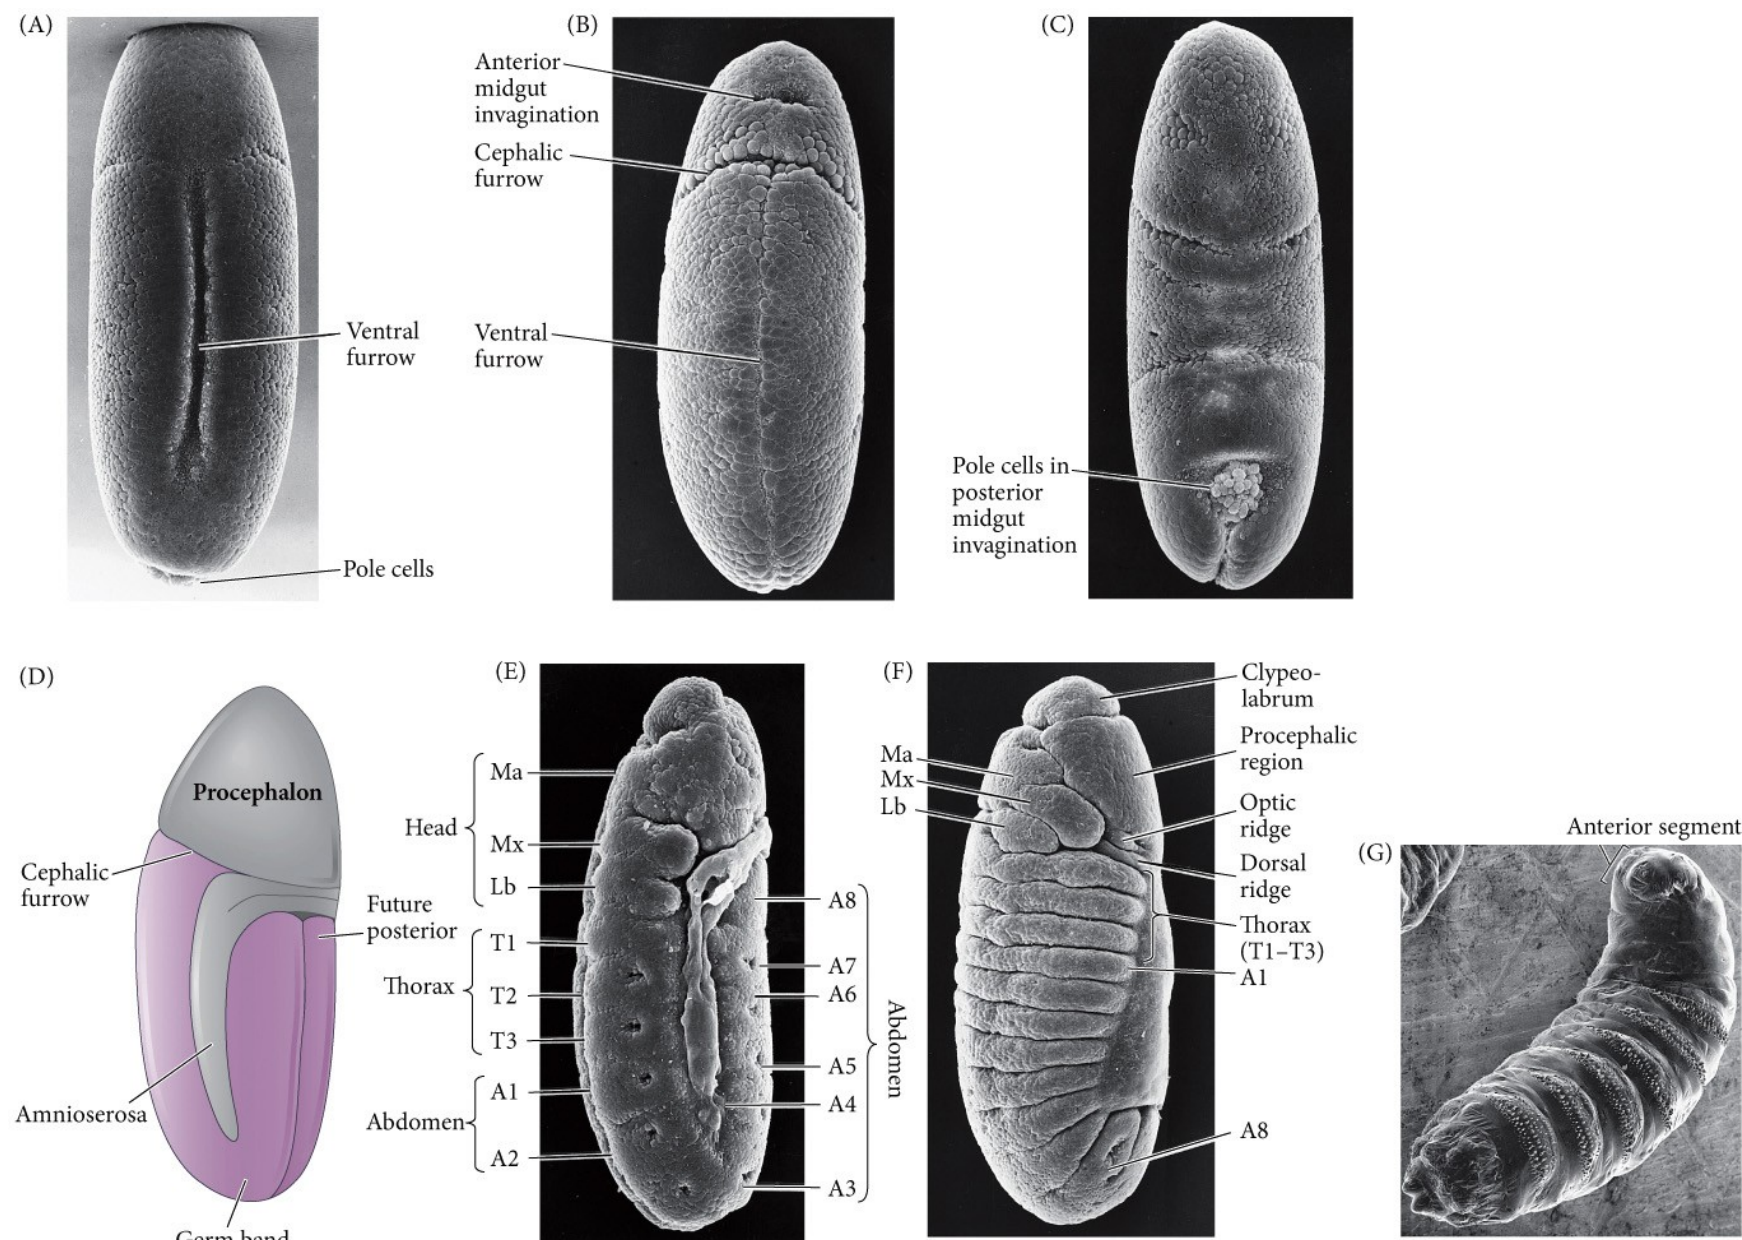 (A)
Ventral
furrow
Pole cells
(B)
Anterior
midgut
invagination
Cephalic
furrow
Ventral
furrow
(C)
Pole cells in
posterior
midgut
invagination
(D)
Procephalon
Cephalic
furrow
Future
posterior
Amnioserosa
Germ band
(E)
Head
Ma
Mx
Lb
Thorax
T1
T2
T3
Abdomen
A1
A2
A8
A7
A6
A5
A4
A3
Abdomen
(F)
Ma
Mx
Lb
Clypeo-
labrum
Procephalic
region
Optic
ridge
Dorsal
ridge
Thorax
(T1–T3)
A1
A8
(G)
Anterior segment